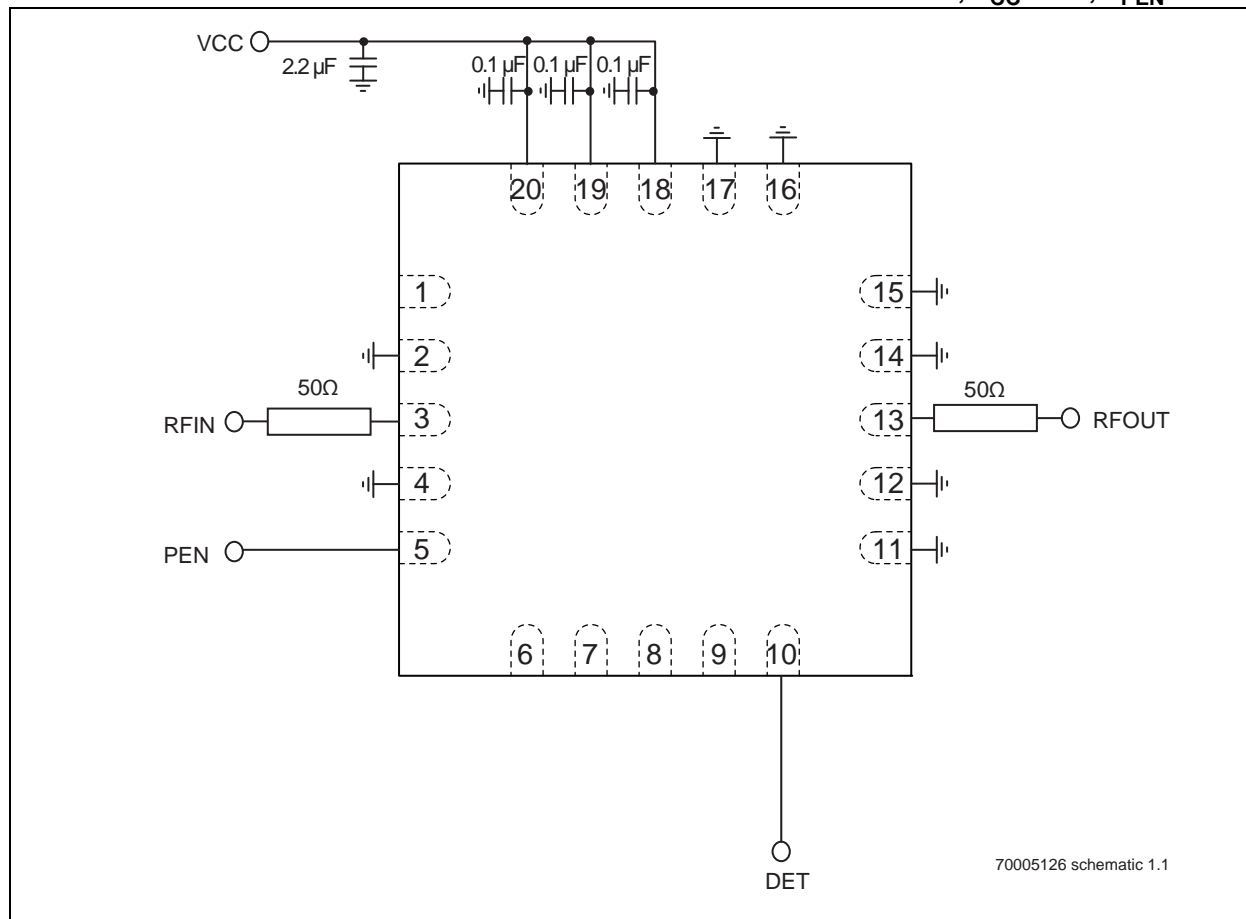 CC
PEN
VCC
2.2 µF
0.1 µF 0.1 µF 0.1 µF
20 19 18 17 16
1
15
2
14
50Ω
50Ω
RFIN
3
13
RFOUT
4
12
PEN
5
11
6 7 8 9 10
70005126 schematic 1.1
DET